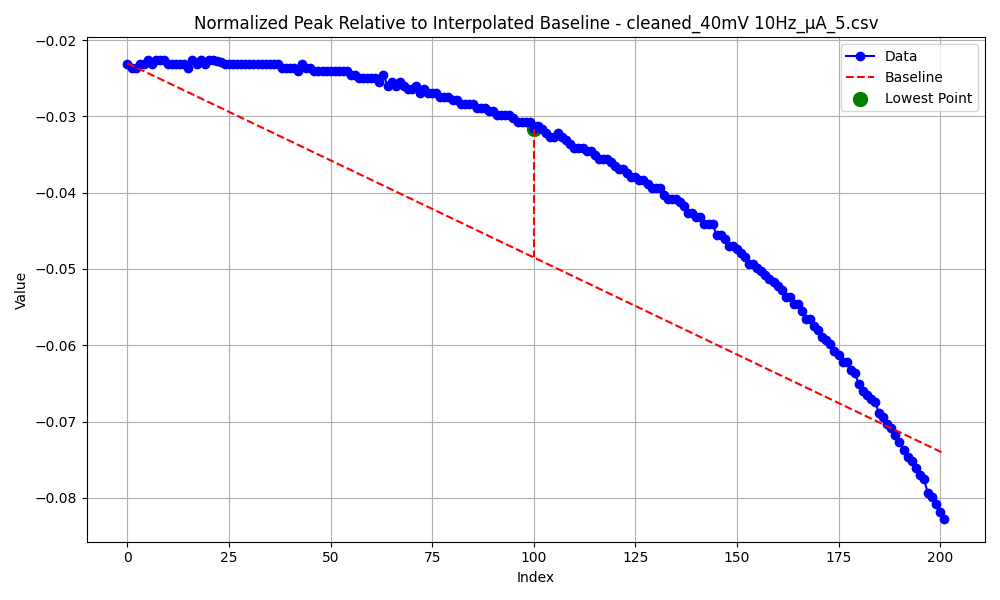 Normalized Peak Relative to Interpolated Baseline - cleaned_40mV 10Hz_μA_5.csv
Data
Baseline
Lowest Point
Value
−0.02
−0.03
−0.04
−0.05
−0.06
−0.07
−0.08
0 25 50 75 100 125 150 175 200
Index